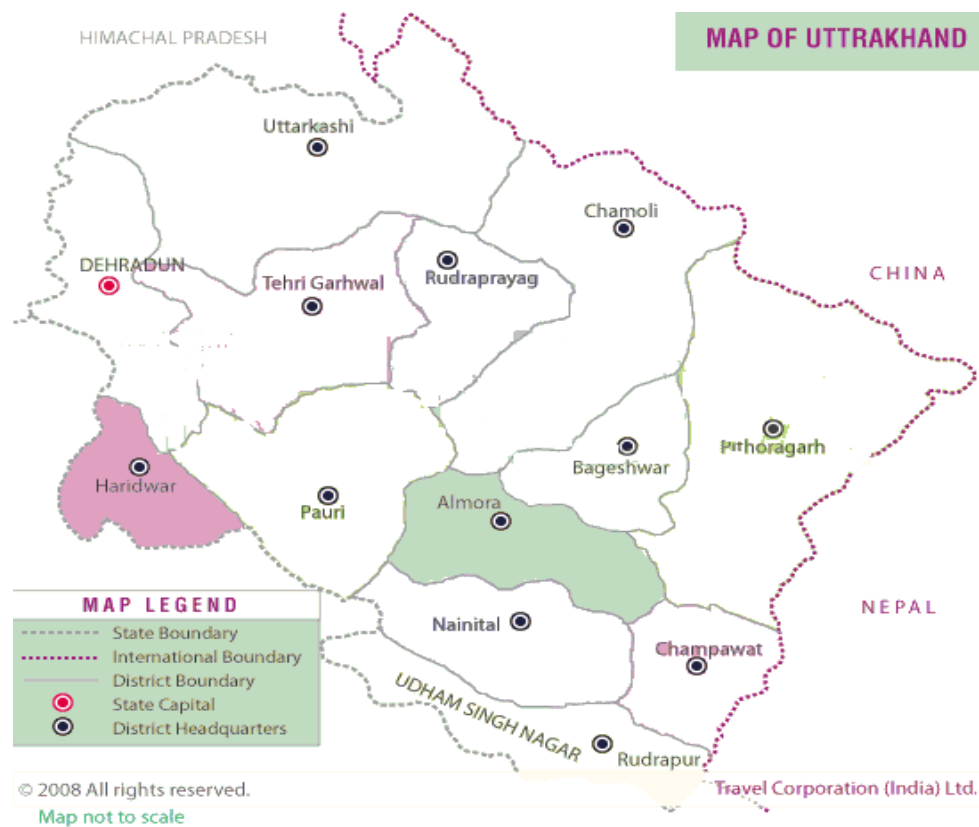 HIMACHAL PRADESH
MAP OF UTTRAKHAND
Uttarkashi
Chamoli
DEHRADUN
Tehri Garhwal
Rudraprayag
CHINA
Haridwar
Pauri
Almora
Bageshwar
Pithoragarh
NEPAL
Nainital
Champawat
UDHAM SINGH NAGAR
Rudrapur
MAP LEGEND
State Boundary
International Boundary
District Boundary
State Capital
District Headquarters
© 2008 All rights reserved.
Travel Corporation (India) Ltd.
Map not to scale